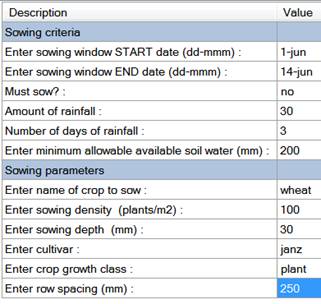 Description Value
Sowing criteria
Enter sowing window START date (dd-mmm) : 1-jun
Enter sowing window END date (dd-mmm) : 14-jun
Must sow? : no
Amount of rainfall : 30
Number of days of rainfall : 3
Enter minimum allowable available soil water (mm) : 200
Sowing parameters
Enter name of crop to sow : wheat
Enter sowing density  (plants/m2) : 100
Enter sowing depth  (mm) : 30
Enter cultivar : janz
Enter crop growth class : plant
Enter row spacing (mm) : 250